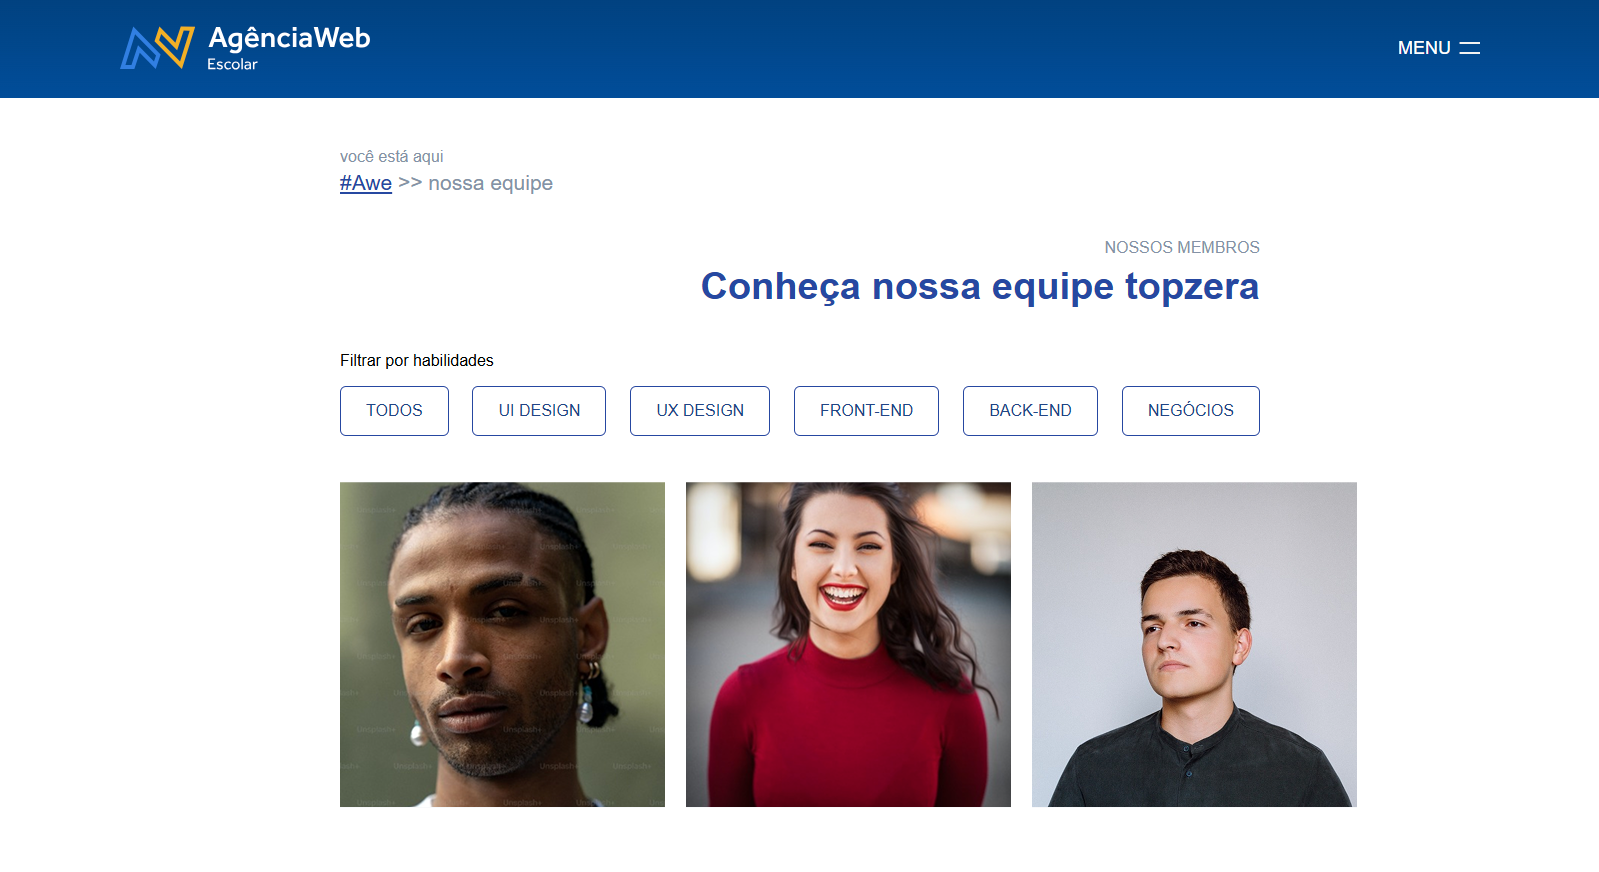 AgênciaWeb
Escolar
MENU
você está aqui
#Awe >> nossa equipe
NOSSOS MEMBROS
Conheça nossa equipe topzera
Filtrar por habilidades
TODOS
UI DESIGN
UX DESIGN
FRONT-END
BACK-END
NEGÓCIOS